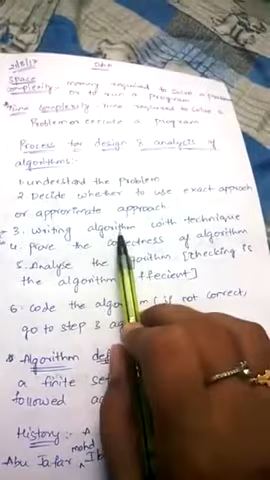 DAA
Space complexity:- memory required to solve a problem
or to run a program
Time complexity - time required to solve a
problem or execute a program
Process for design & analysis of
algorithms:-
1. understand the problem
2 Decide whether to use exact approach
or approximate approach
3. writing algorithm with technique
4. prove the correctness of algorithm
5. Analyse the algorithm [checking is
the algorithm effecient]
6. code the algo if not correct,
go to step 3
Algorithm
a finite
followed
History:- A
Abu Jafar mohd